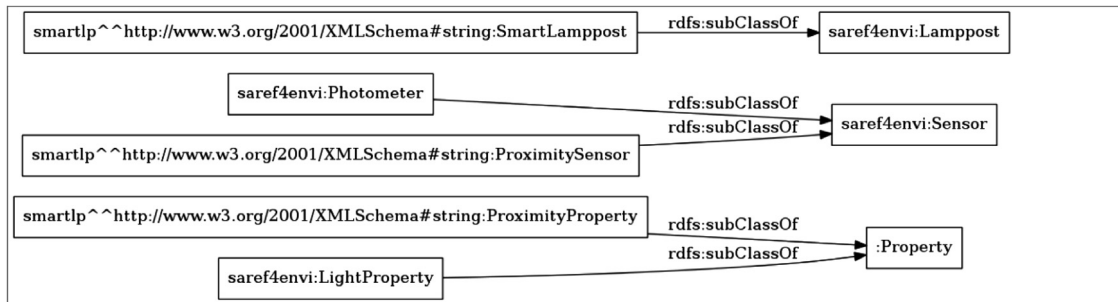 smartlp^^http://www.w3.org/2001/XMLSchema#string:SmartLamppost
rdfs:subClassOf
saref4envi:Lamppost
saref4envi:Photometer
rdfs:subClassOf
saref4envi:Sensor
rdfs:subClassOf
smartlp^^http://www.w3.org/2001/XMLSchema#string:ProximitySensor
smartlp^^http://www.w3.org/2001/XMLSchema#string:ProximityProperty
rdfs:subClassOf
:Property
rdfs:subClassOf
saref4envi:LightProperty